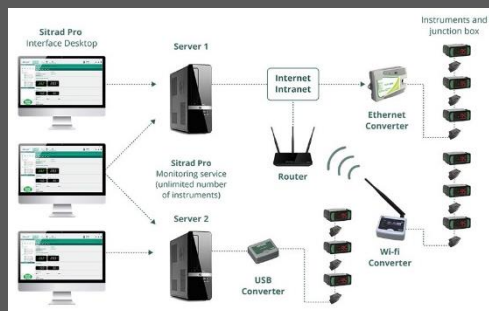 Sitrad Pro
Interface Desktop
Server 1
Internet
Intranet
Ethernet
Converter
Instruments and
junction box
Sitrad Pro
Monitoring service
(unlimited number
of instruments)
Router
Server 2
USB
Converter
Wi-fi
Converter